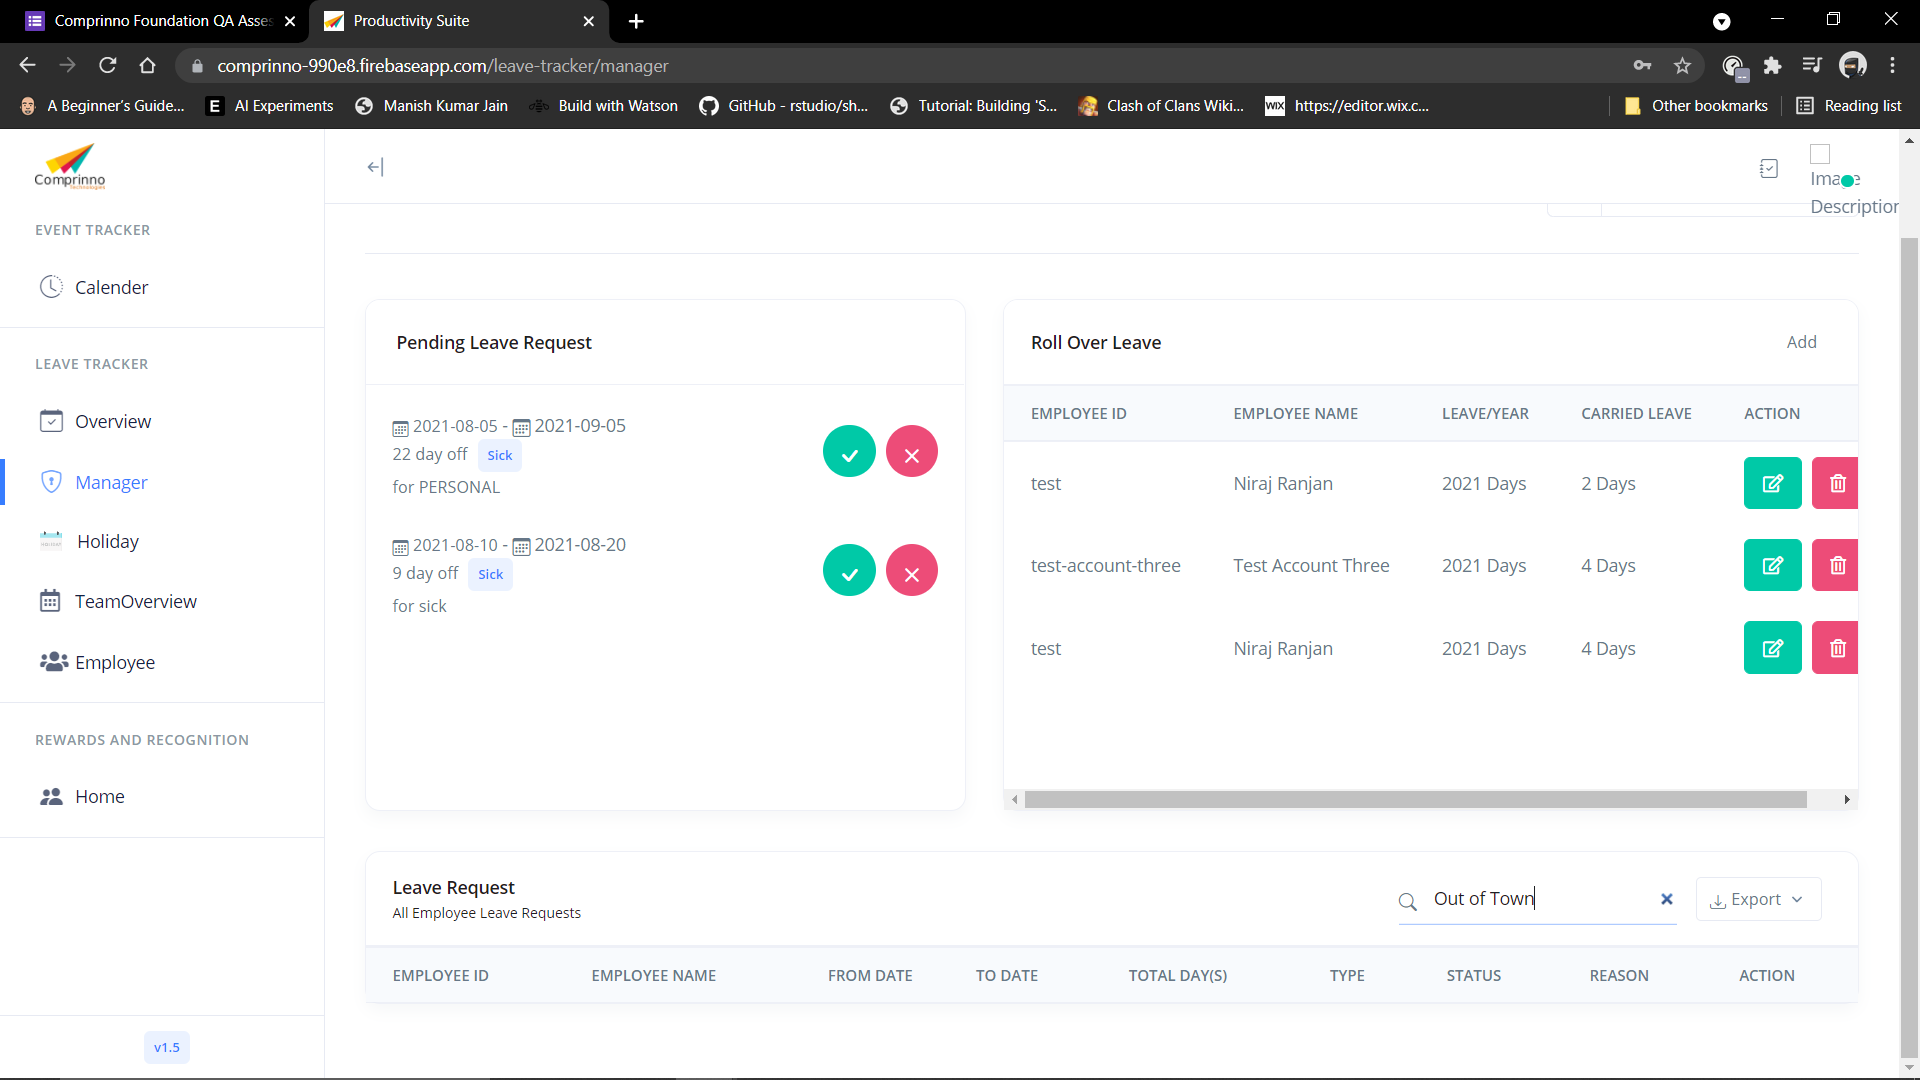 Comprinno Foundation QA Asses
Productivity Suite
comprinno-990e8.firebaseapp.com/leave-tracker/manager
A Beginner's Guide...
AI Experiments
Manish Kumar Jain
Build with Watson
GitHub - rstudio/sh...
Tutorial: Building 'S...
Clash of Clans Wiki...
WIX
https://editor.wix.c...
Other bookmarks
Reading list
Comprinno
Technologies
EVENT TRACKER
Calender
LEAVE TRACKER
Overview
Manager
Holiday
TeamOverview
Employee
REWARDS AND RECOGNITION
Home
v1.5
Image
Description
Pending Leave Request
2021-08-05 - 2021-09-05
22 day off Sick
for PERSONAL
2021-08-10 - 2021-08-20
9 day off Sick
for sick
Roll Over Leave
Add
EMPLOYEE ID EMPLOYEE NAME LEAVE/YEAR CARRIED LEAVE ACTION
test Niraj Ranjan 2021 Days 2 Days
test-account-three Test Account Three 2021 Days 4 Days
test Niraj Ranjan 2021 Days 4 Days
Leave Request
All Employee Leave Requests
Out of Town
Export
EMPLOYEE ID EMPLOYEE NAME FROM DATE TO DATE TOTAL DAY(S) TYPE STATUS REASON ACTION